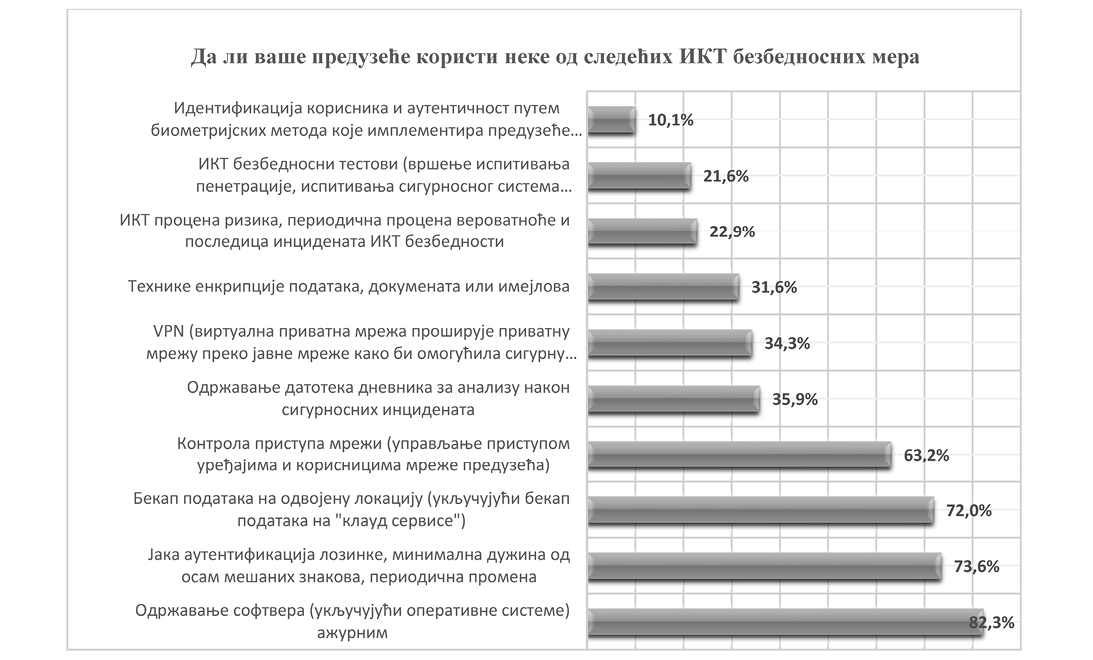 Да ли ваше предузеће користи неке од следећих ИКТ безбедносних мера
Идентификација корисника и аутентичност путем
биометријских метода које имплементира предузеће...
10,1%
ИКТ безбедносни тестови (вршење испитивања
пенетрације, испитивања сигурносног система...
21,6%
ИКТ процена ризика, периодична процена вероватноће и
последица инцидената ИКТ безбедности
22,9%
Технике енкрипције података, докумената или имејлова
31,6%
VPN (виртуална приватна мрежа проширује приватну
мрежу преко јавне мреже како би омогућила сигурну...
34,3%
Одржавање датотека дневника за анализу након
сигурносних инцидената
35,9%
Контрола приступа мрежи (управљање приступом
уређајима и корисницима мреже предузећа)
63,2%
Бекап података на одвојену локацију (укључујући бекап
података на "клауд сервисе")
72,0%
Јака аутентификација лозинке, минимална дужина од
осам мешаних знакова, периодична промена
73,6%
Одржавање софтвера (укључујући оперативне системе)
ажурним
82,3%